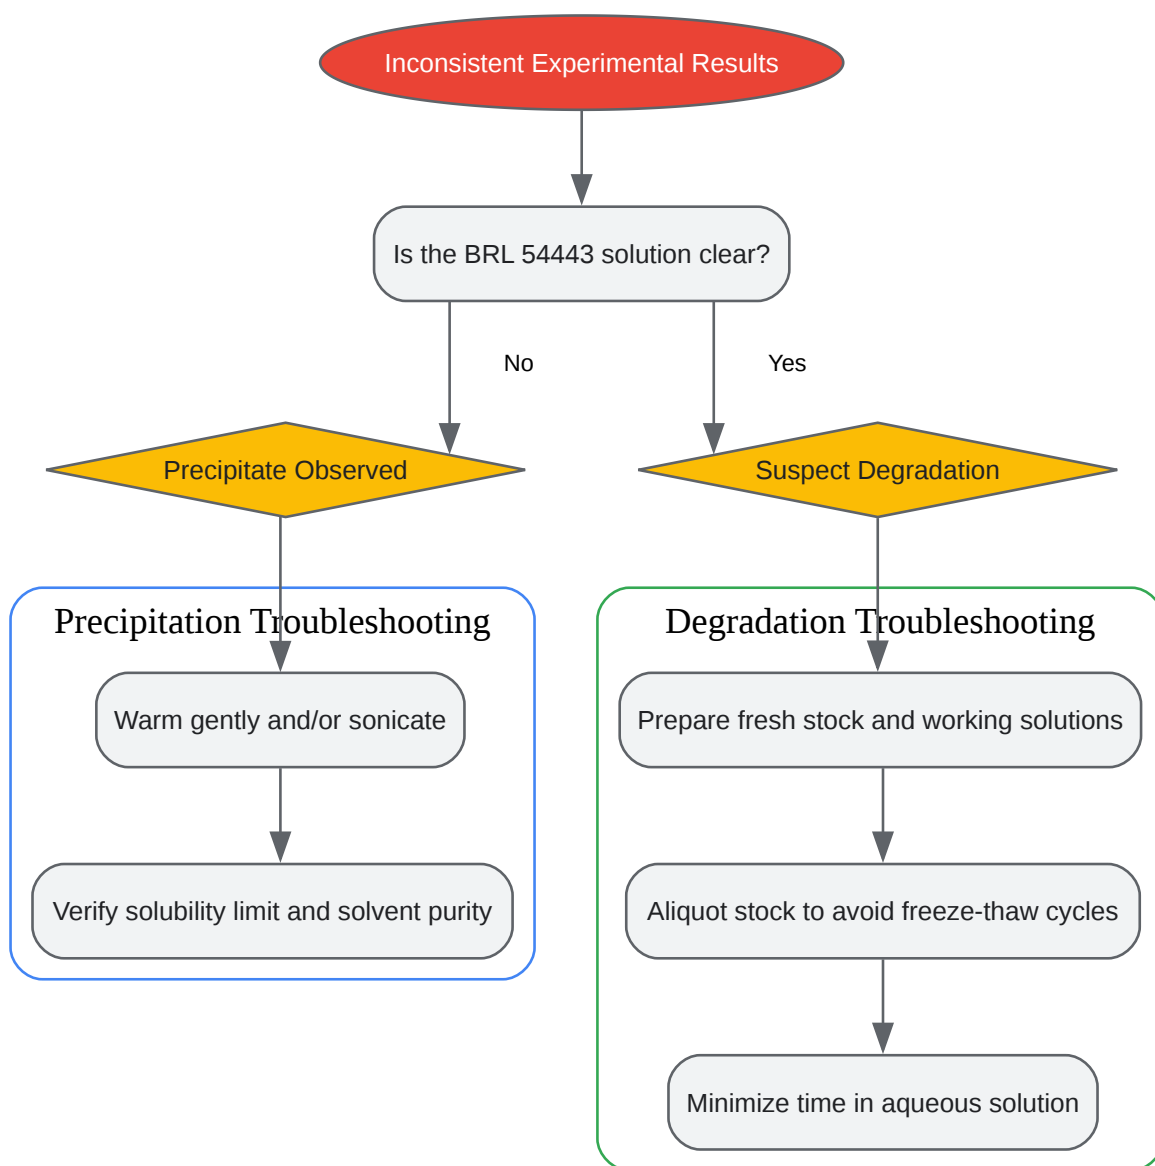 Inconsistent Experimental Results
Is the BRL 54443 solution clear?
No
Yes
Precipitate Observed
Suspect Degradation
Precipitation Troubleshooting
Degradation Troubleshooting
Warm gently and/or sonicate
Prepare fresh stock and working solutions
Verify solubility limit and solvent purity
Aliquot stock to avoid freeze-thaw cycles
Minimize time in aqueous solution